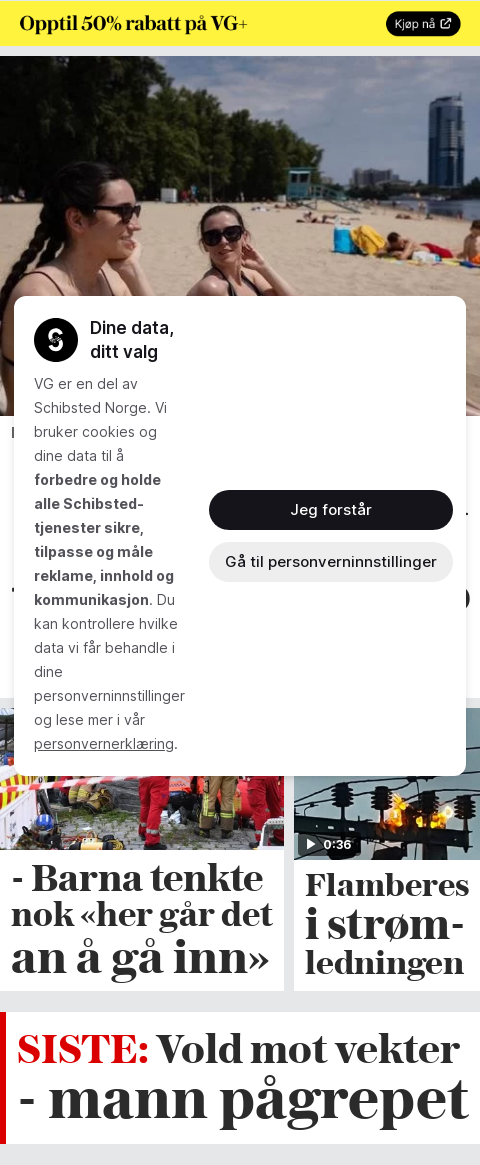 Opptil 50% rabatt på VG+
Kjøp nå
Dine data,
ditt valg
VG er en del av
Schibsted Norge. Vi
bruker cookies og
dine data til å
forbedre og holde
alle Schibsted-
tjenester sikre,
tilpasse og måle
reklame, innhold og
kommunikasjon. Du
kan kontrollere hvilke
data vi får behandle i
dine
personverninnstillinger
og lese mer i vår
personvernerklæring.
Jeg forstår
Gå til personverninnstillinger
0:36
- Barna tenkte
nok «her går det
an å gå inn»
Flamberes
i strøm-
ledningen
SISTE: Vold mot vekter
- mann pågrepet